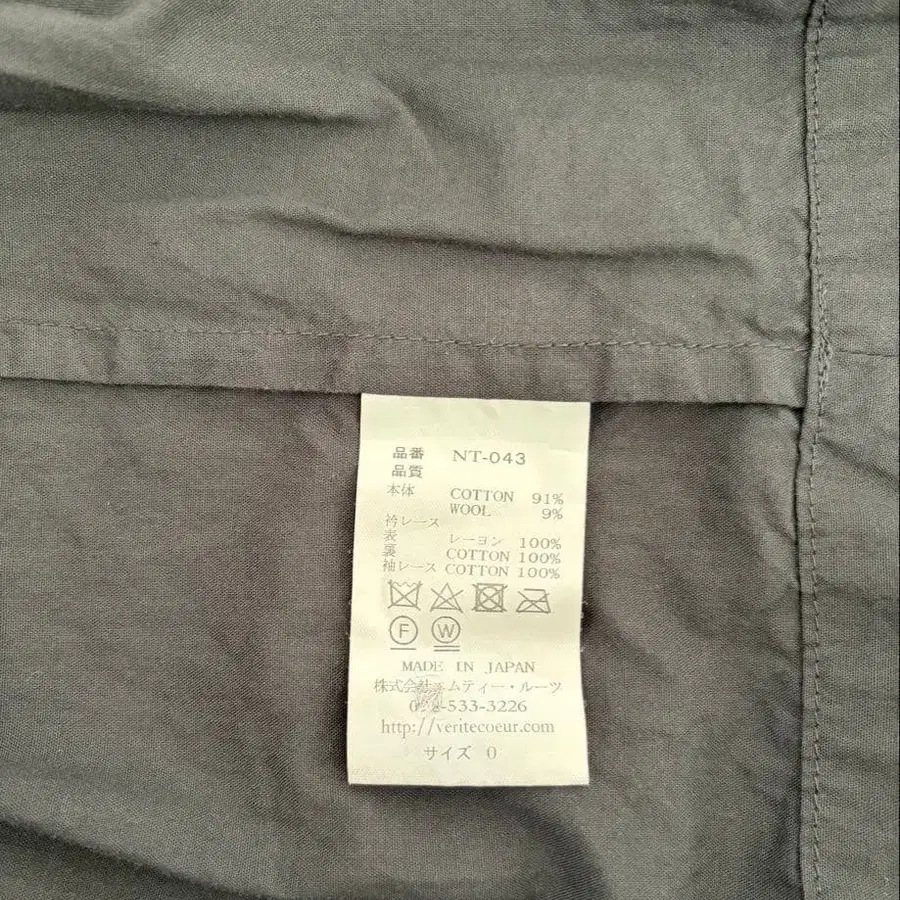 品番 NT-043
品質
本体 COTTON 91%
WOOL 9%
衿レース
表 レーヨン 100%
裏 COTTON 100%
袖レース COTTON 100%
F W
MADE IN JAPAN
株式会社エムティー・ルーツ
-533-3226
http://veritecoeur.com
サイズ 0